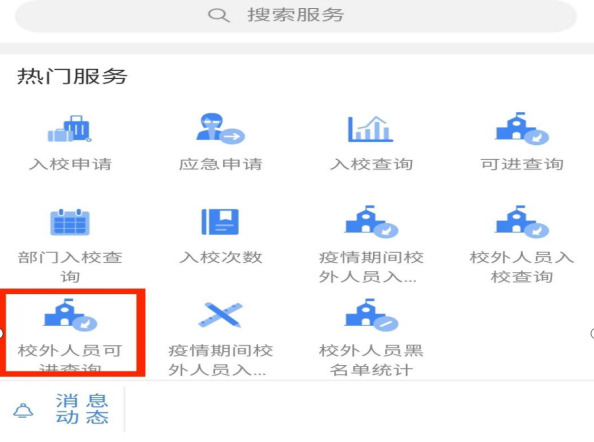 搜索服务
热门服务
入校申请
应急申请
入校查询
可进查询
部门入校查
询
入校次数
疫情期间校
外人员入...
校外人员入
校查询
校外人员可
进查询
疫情期间校
外人员入...
校外人员黑
名单统计
消息
动态